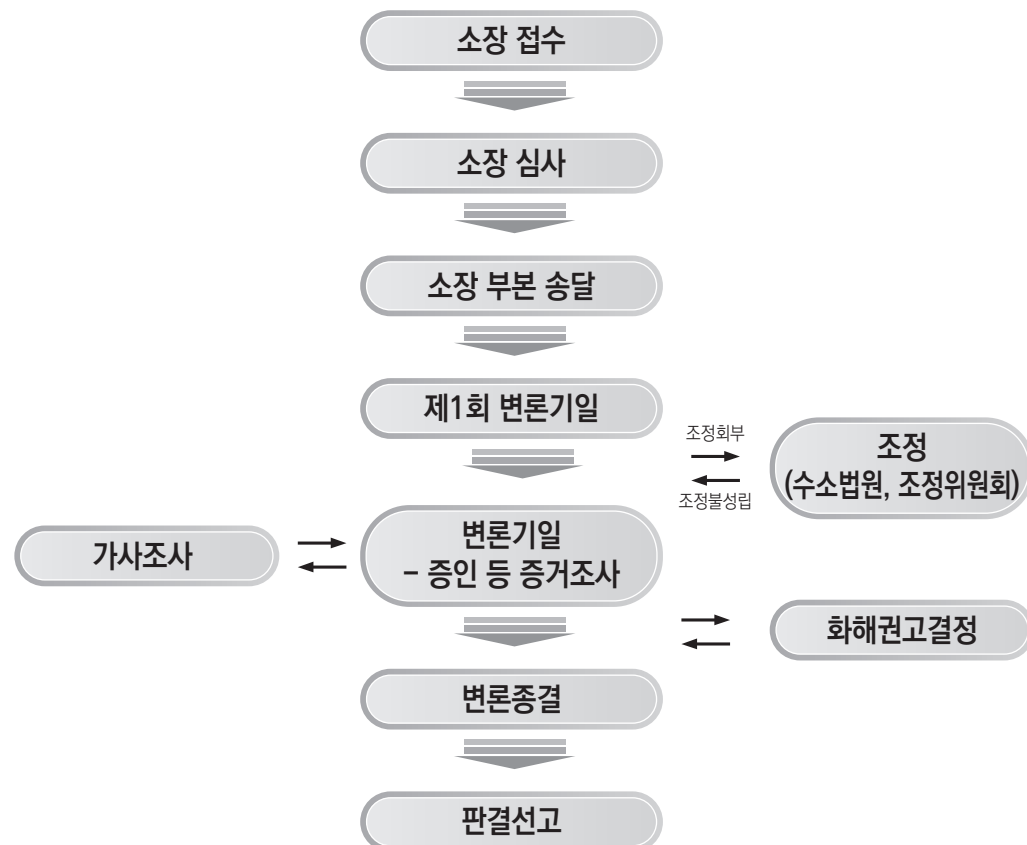 소장 접수
소장 심사
소장 부본 송달
제1회 변론기일
조정회부
조정불성립
조정
(수소법원, 조정위원회)
가사조사
변론기일
- 증인 등 증거조사
화해권고결정
변론종결
판결선고